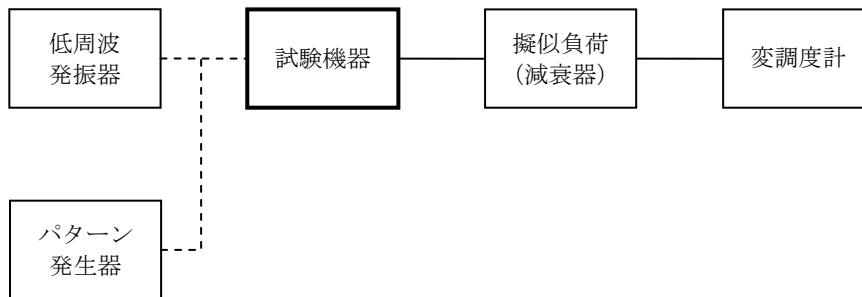 低周波
発振器
試験機器
擬似負荷
（減衰器）
変調度計
パターン
発生器